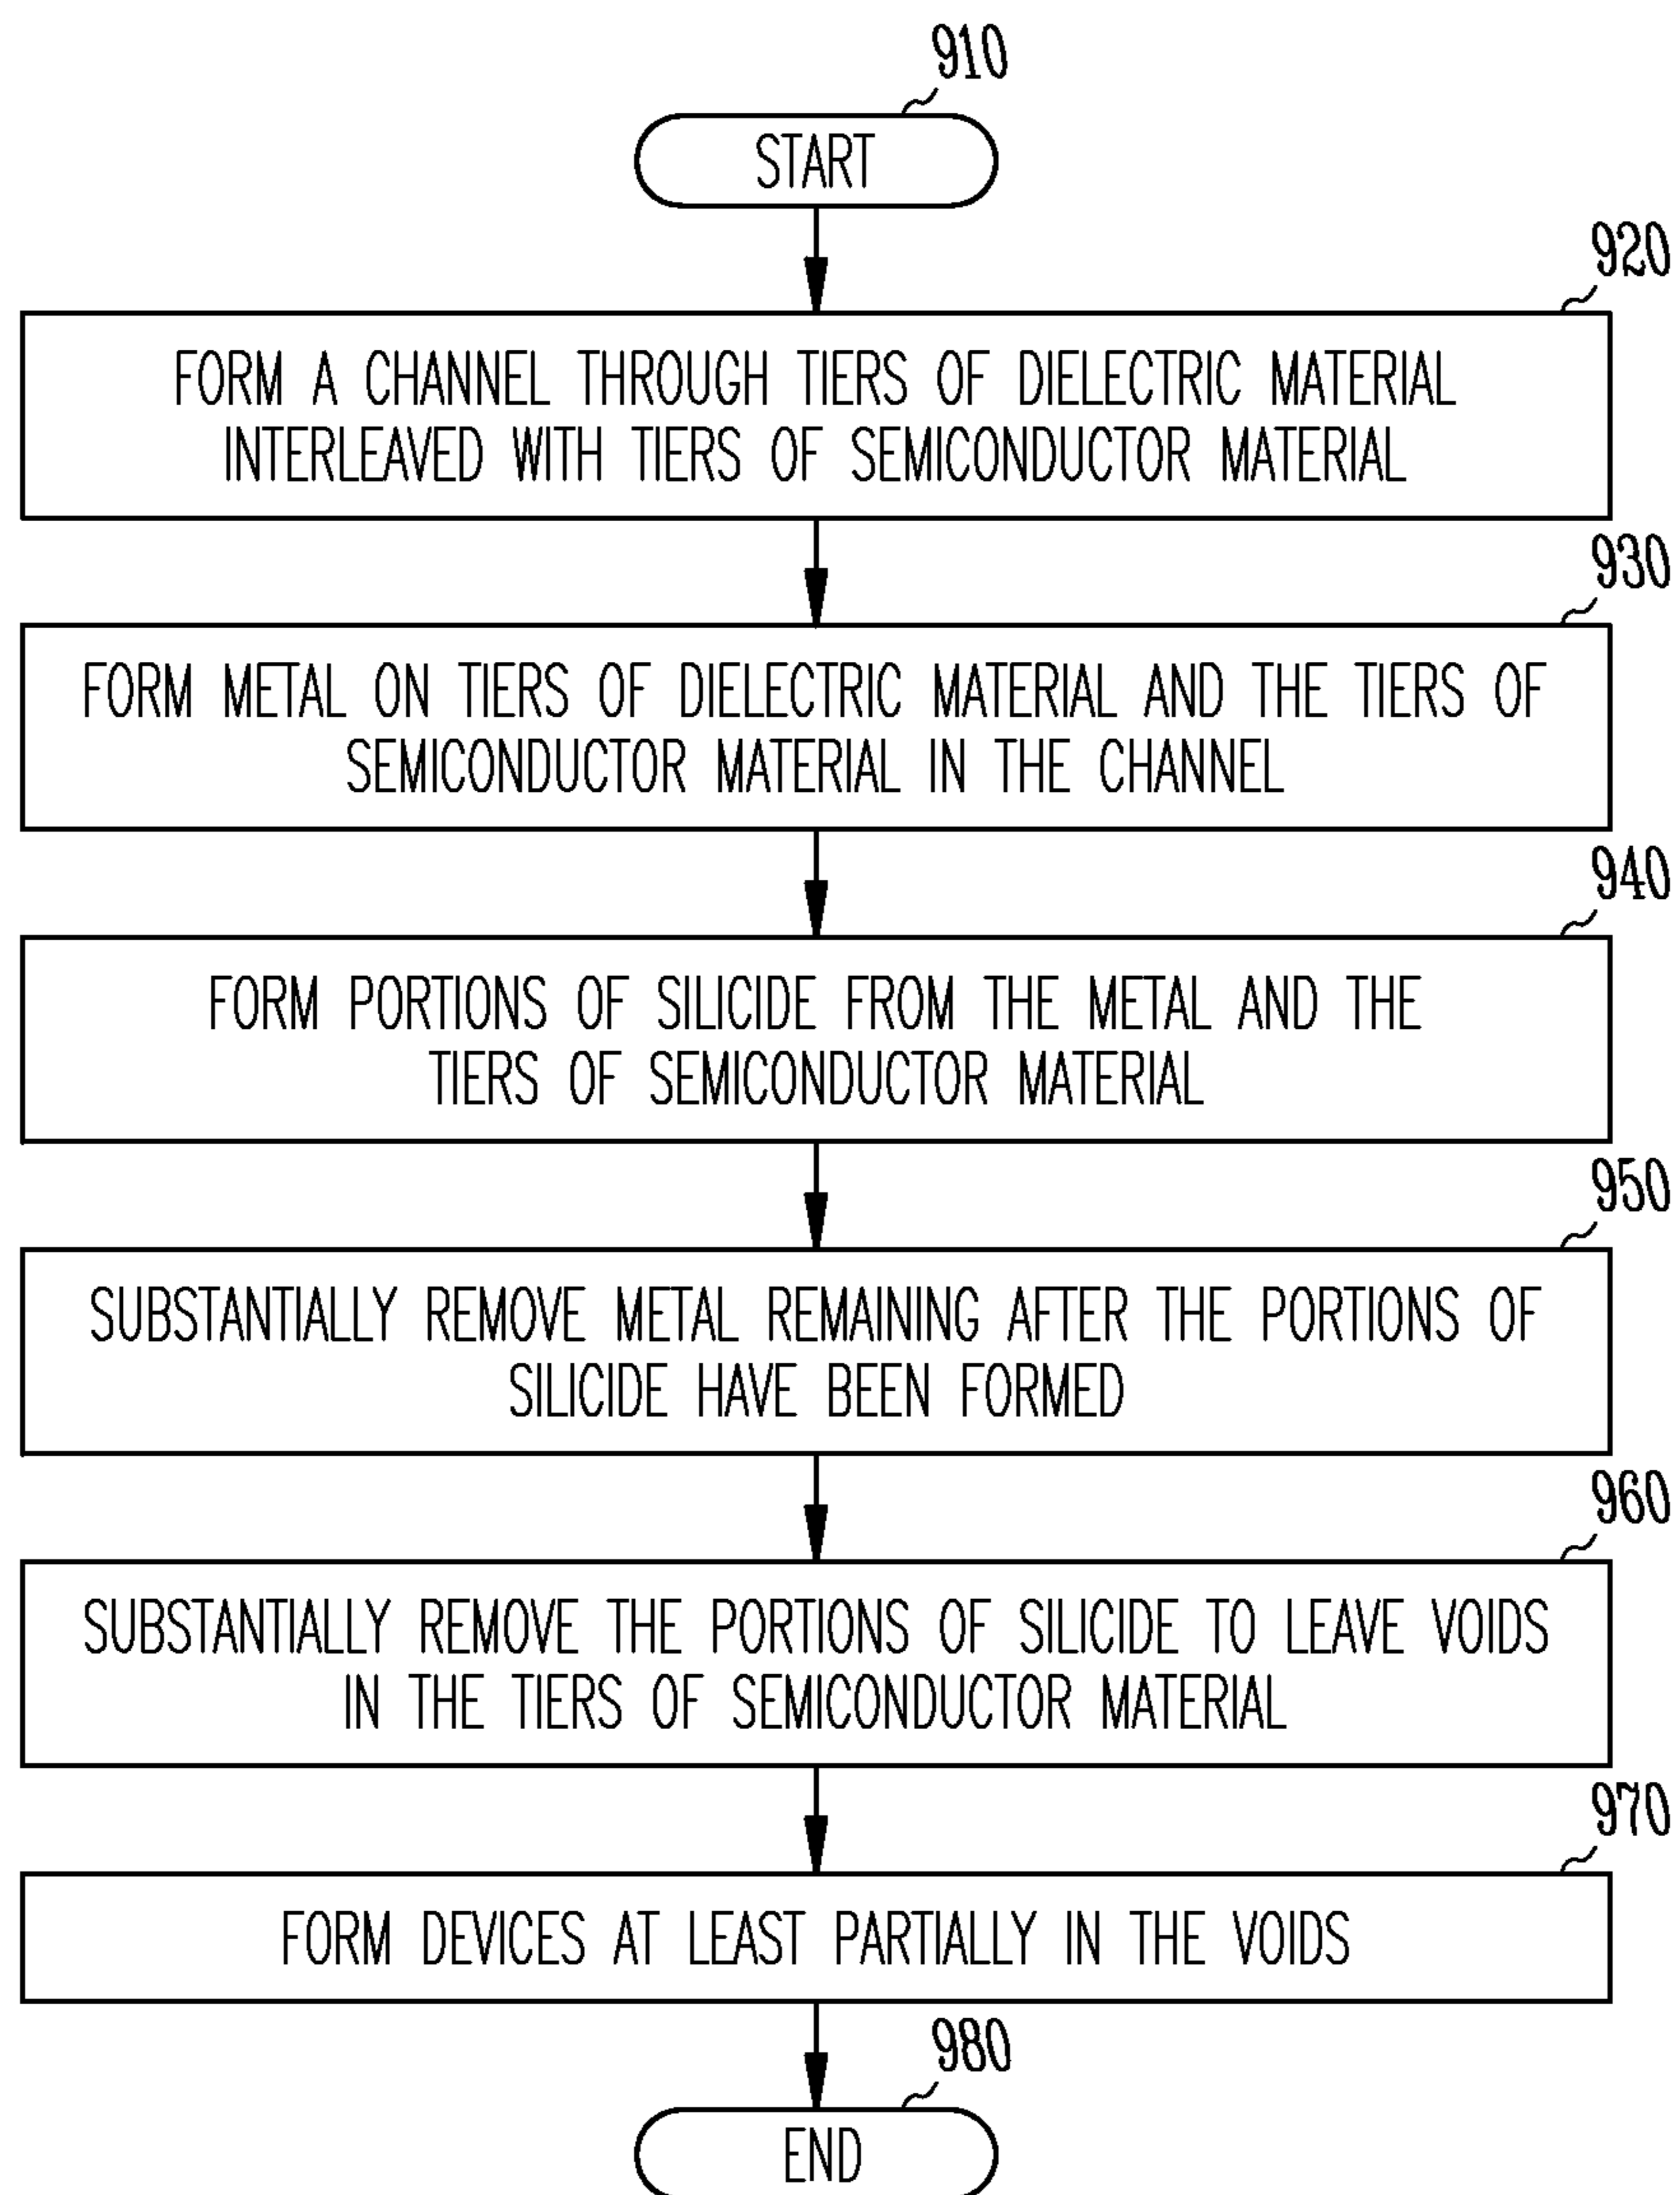 910
START
920
FORM A CHANNEL THROUGH TIERS OF DIELECTRIC MATERIAL
INTERLEAVED WITH TIERS OF SEMICONDUCTOR MATERIAL
930
FORM METAL ON TIERS OF DIELECTRIC MATERIAL AND THE TIERS OF
SEMICONDUCTOR MATERIAL IN THE CHANNEL
940
FORM PORTIONS OF SILICIDE FROM THE METAL AND THE
TIERS OF SEMICONDUCTOR MATERIAL
950
SUBSTANTIALLY REMOVE METAL REMAINING AFTER THE PORTIONS OF
SILICIDE HAVE BEEN FORMED
960
SUBSTANTIALLY REMOVE THE PORTIONS OF SILICIDE TO LEAVE VOIDS
IN THE TIERS OF SEMICONDUCTOR MATERIAL
970
FORM DEVICES AT LEAST PARTIALLY IN THE VOIDS
980
END